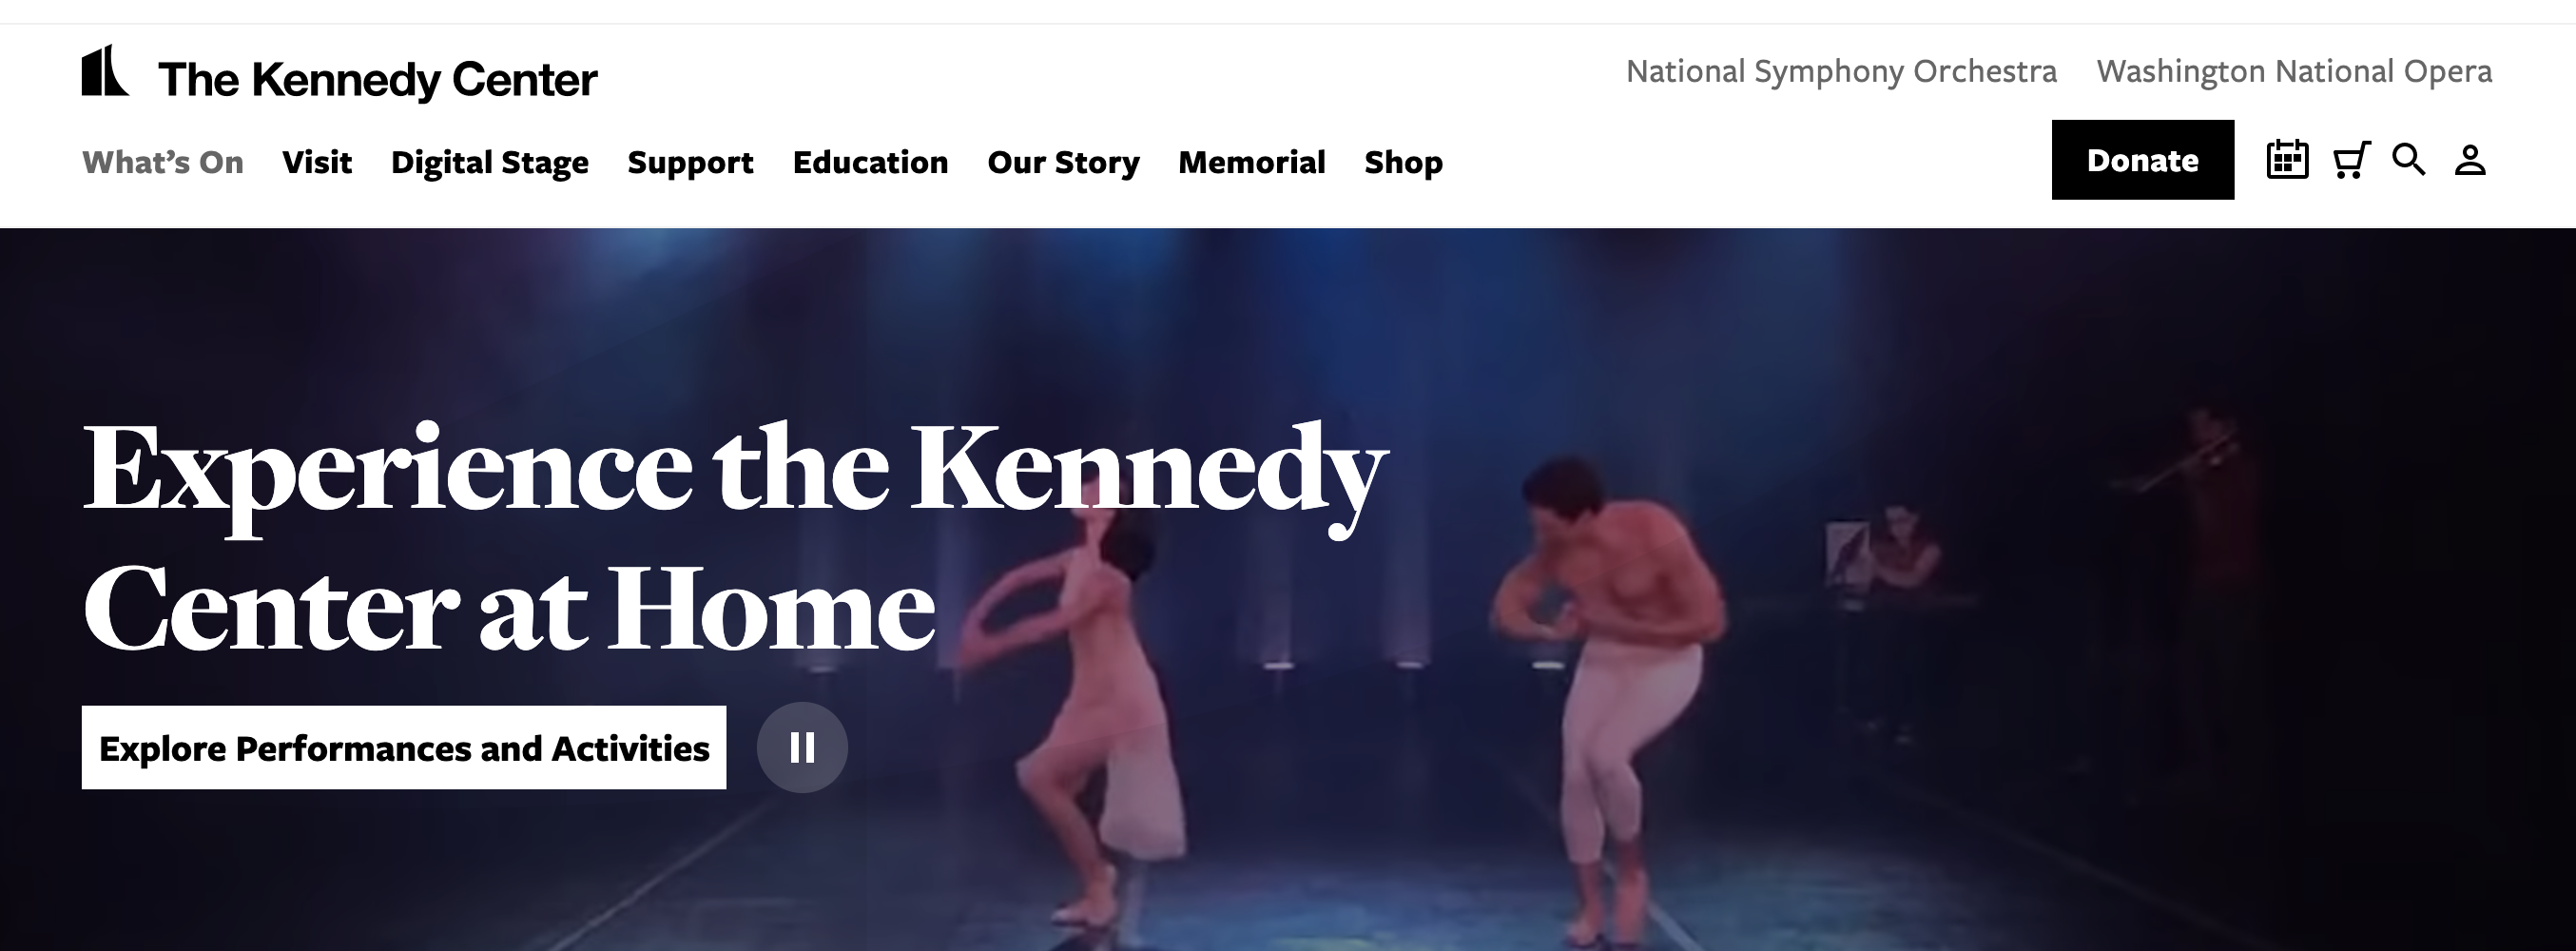 The Kennedy Center
National Symphony Orchestra Washington National Opera
What’s On Visit Digital Stage Support Education Our Story Memorial Shop
Donate
Experience the Kennedy
Center at Home
Explore Performances and Activities